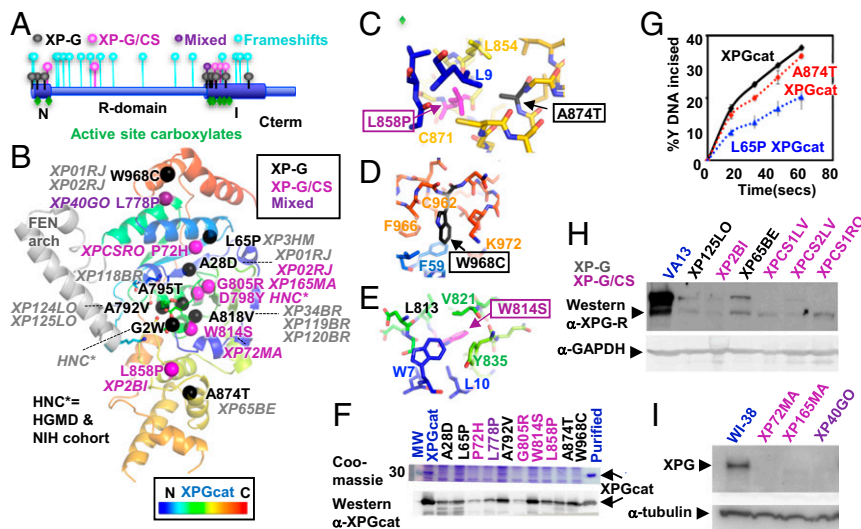 A
XP-G XP-G/CS Mixed Frameshifts
R-domain
N I Cterm
Active site carboxylates
B
XP-G
XP-G/CS
Mixed
XP01RJ
XP02RJ
W968C
XP40GO L778P
FEN
arch
XPCSRO P72H
L65P XP3HM
A28D XP01RJ
XP118BR
G805R XP02RJ
XP165MA
A795T
D798Y HNC*
XP124LO
XP125LO
A792V
A818V
XP34BR
XP119BR
XP120BR
G2W
W814S
HNC*
XP72MA
L858P
XP2BI
A874T
XP65BE
HNC*=
HGMD &
NIH cohort
N XPGcat C
C
L854
L9
L858P
A874T
C871
D
C962
F966
K972
F59
W968C
E
L813
V821
W814S
W7
Y835
L10
F
MW
XPGcat
A28D
L65P
P72H
L778P
A792V
G805R
W814S
L858P
A874T
W968C
Purified
Coo-
massie
30
XPGcat
Western
α-XPGcat
G
XPGcat
A874T
XPGcat
L65P XPGcat
%Y DNA incised
40
30
20
10
0
0 20 40 60 80
Time(secs)
H
XP-G
XP-G/CS
VA13
XP125LO
XP2BI
XP65BE
XPCS1LV
XPCS2LV
XPCS1RO
Western
α-XPG-R
α-GAPDH
I
WI-38
XP72MA
XP165MA
XP40GO
XPG
α-tubulin